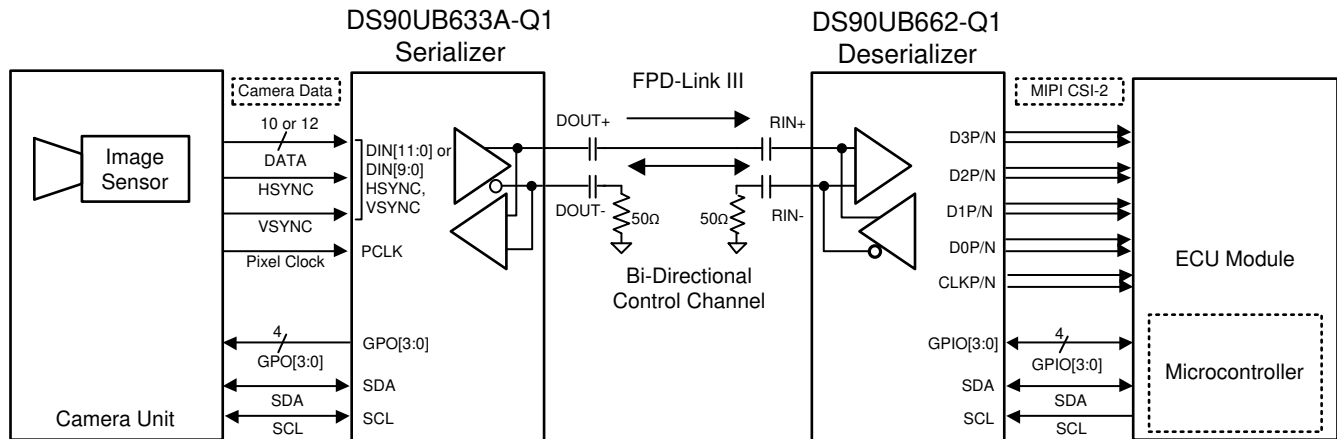 DS90UB633A-Q1
Serializer
DS90UB662-Q1
Deserializer
Camera Data
FPD-Link III
MIPI CSI-2
Image
Sensor
Camera Unit
10 or 12
DATA
HSYNC
VSYNC
Pixel Clock
4
GPO[3:0]
SDA
SCL
DIN[11:0] or
DIN[9:0]
HSYNC,
VSYNC
PCLK
GPO[3:0]
SDA
SCL
DOUT+
DOUT-
50Ω
RIN+
RIN-
50Ω
Bi-Directional
Control Channel
D3P/N
D2P/N
D1P/N
D0P/N
CLKP/N
GPIO[3:0]
SDA
SCL
4
GPIO[3:0]
SDA
SCL
ECU Module
Microcontroller